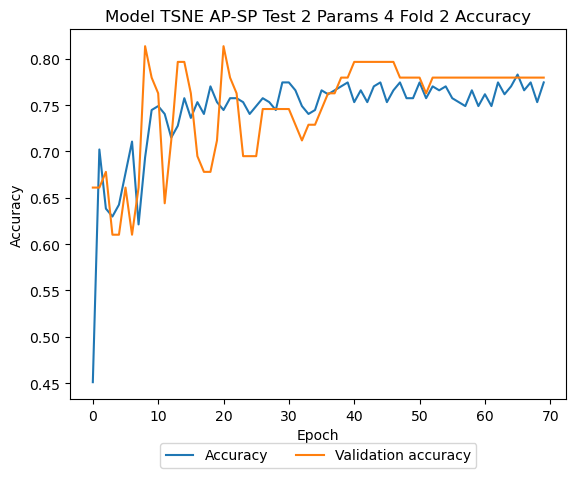 Model TSNE AP-SP Test 2 Params 4 Fold 2 Accuracy
Accuracy
0.80
0.75
0.70
0.65
0.60
0.55
0.50
0.45
0 10 20 30 40 50 60 70
Epoch
Accuracy Validation accuracy